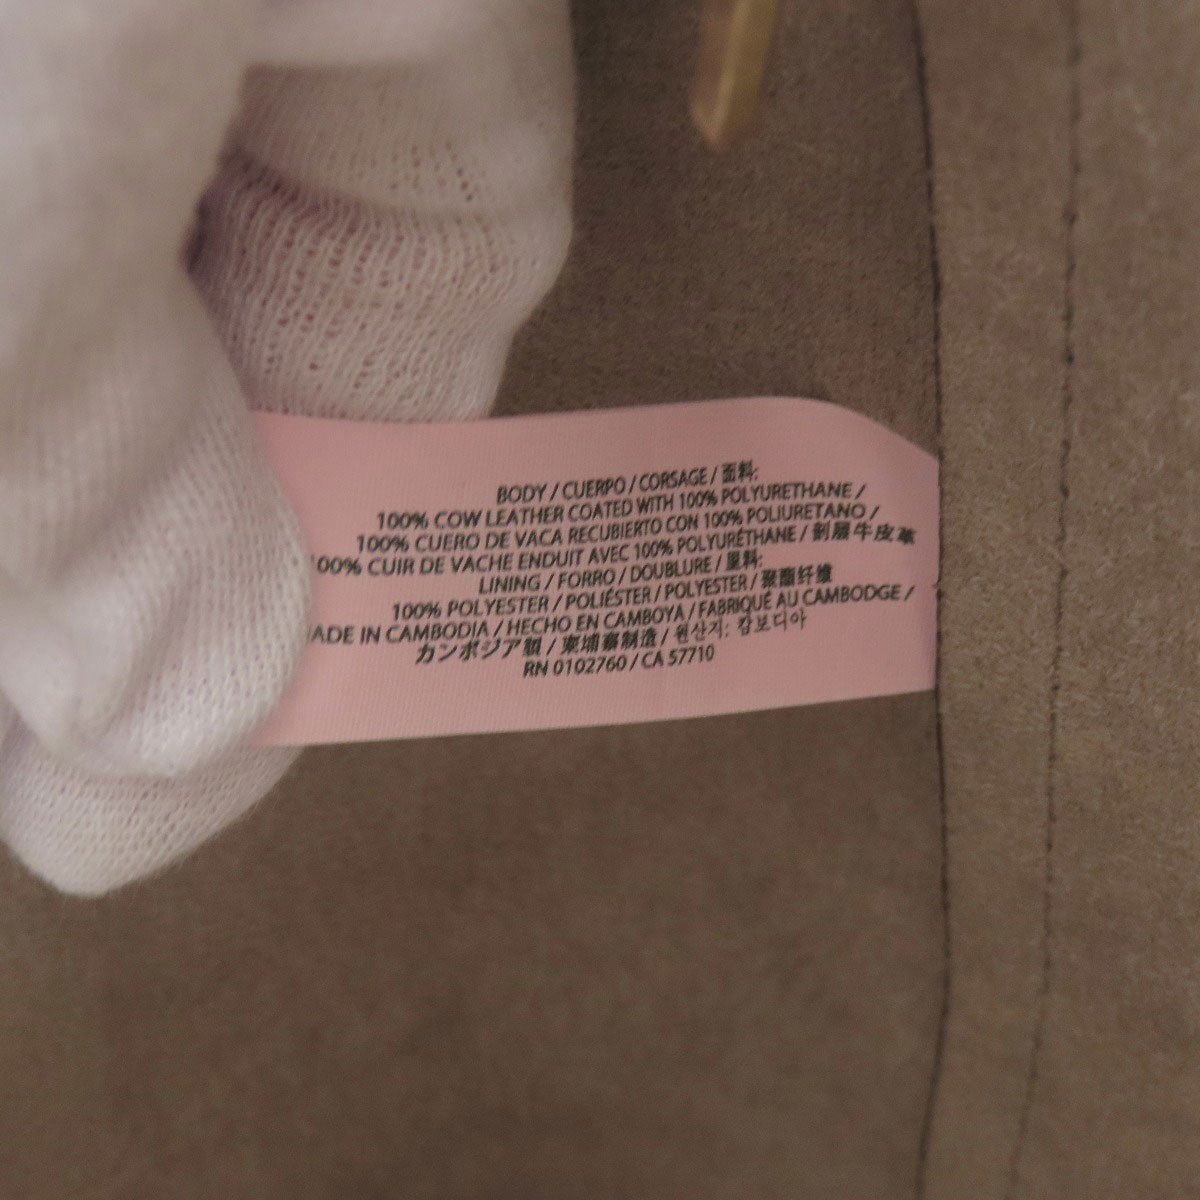 BODY / CUERPO / CORSAGE / 面料:
100% COW LEATHER COATED WITH 100% POLYURETHANE /
100% CUERO DE VACA RECUBIERTO CON 100% POLIURETANO /
100% CUIR DE VACHE ENDUIT AVEC 100% POLYURÉTHANE / 剖層牛皮革
LINING / FORRO / DOUBLURE / 里料:
100% POLYESTER / POLIÉSTER / POLYESTER / 聚酯纤维
MADE IN CAMBODIA / HECHO EN CAMBOYA / FABRIQUÉ AU CAMBODGE /
カンボジア製 / 柬埔寨制造 / 원산지: 캄보디아
RN 0102760 / CA 57710